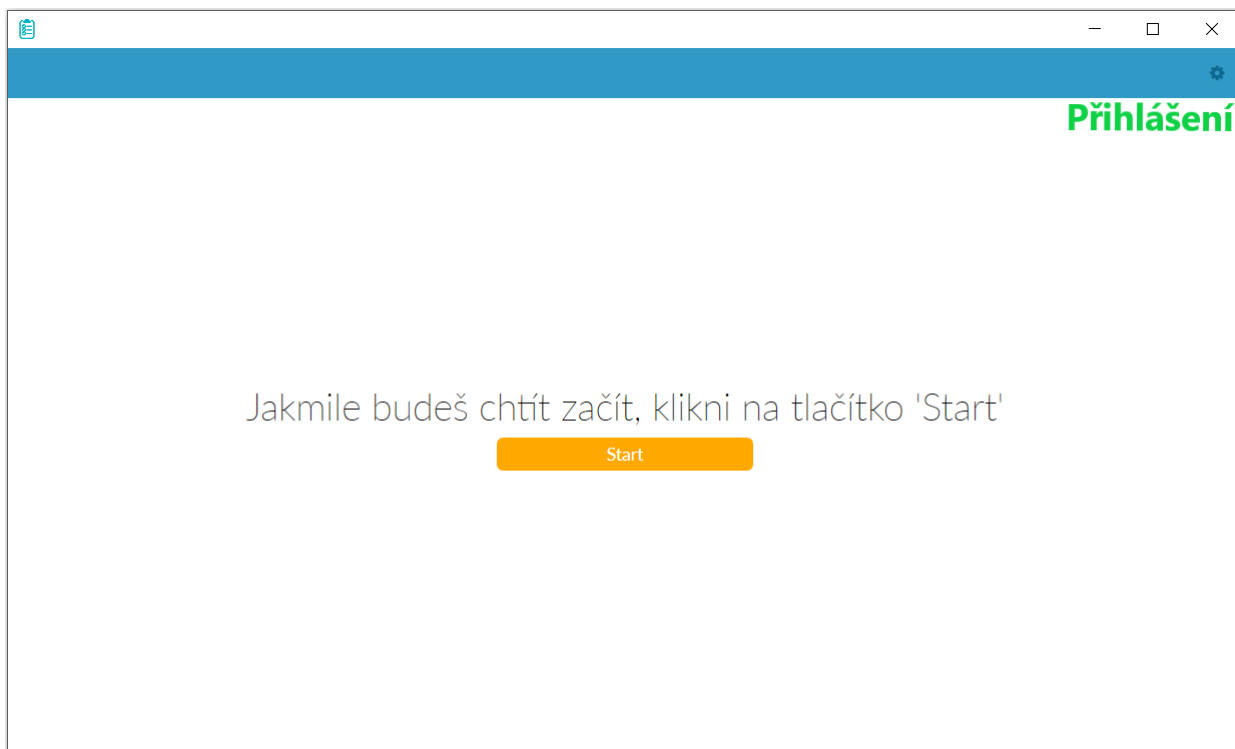 Přihlášení
Jakmile budeš chtít začít, klikni na tlačítko 'Start'
Start